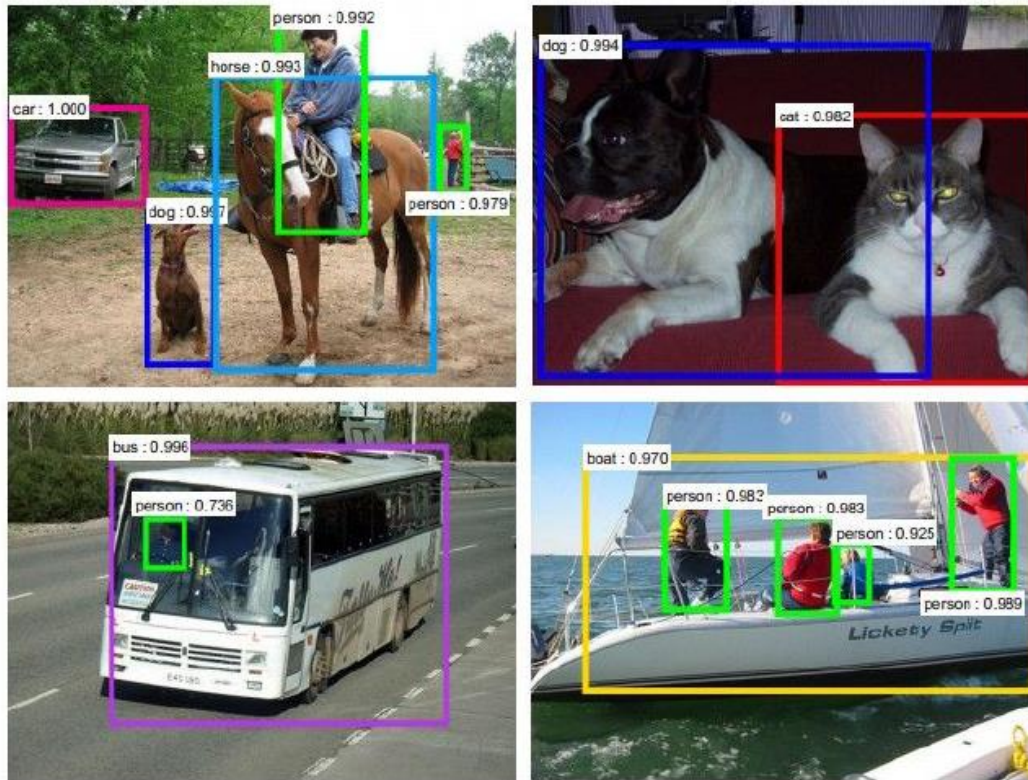 person : 0.992
horse : 0.993
car : 1.000
person : 0.979
dog : 0.997
dog : 0.994
cat : 0.982
bus : 0.996
person : 0.736
CAUTION
boat : 0.970
person : 0.983
person : 0.983
person : 0.925
person : 0.989
Lickety Split